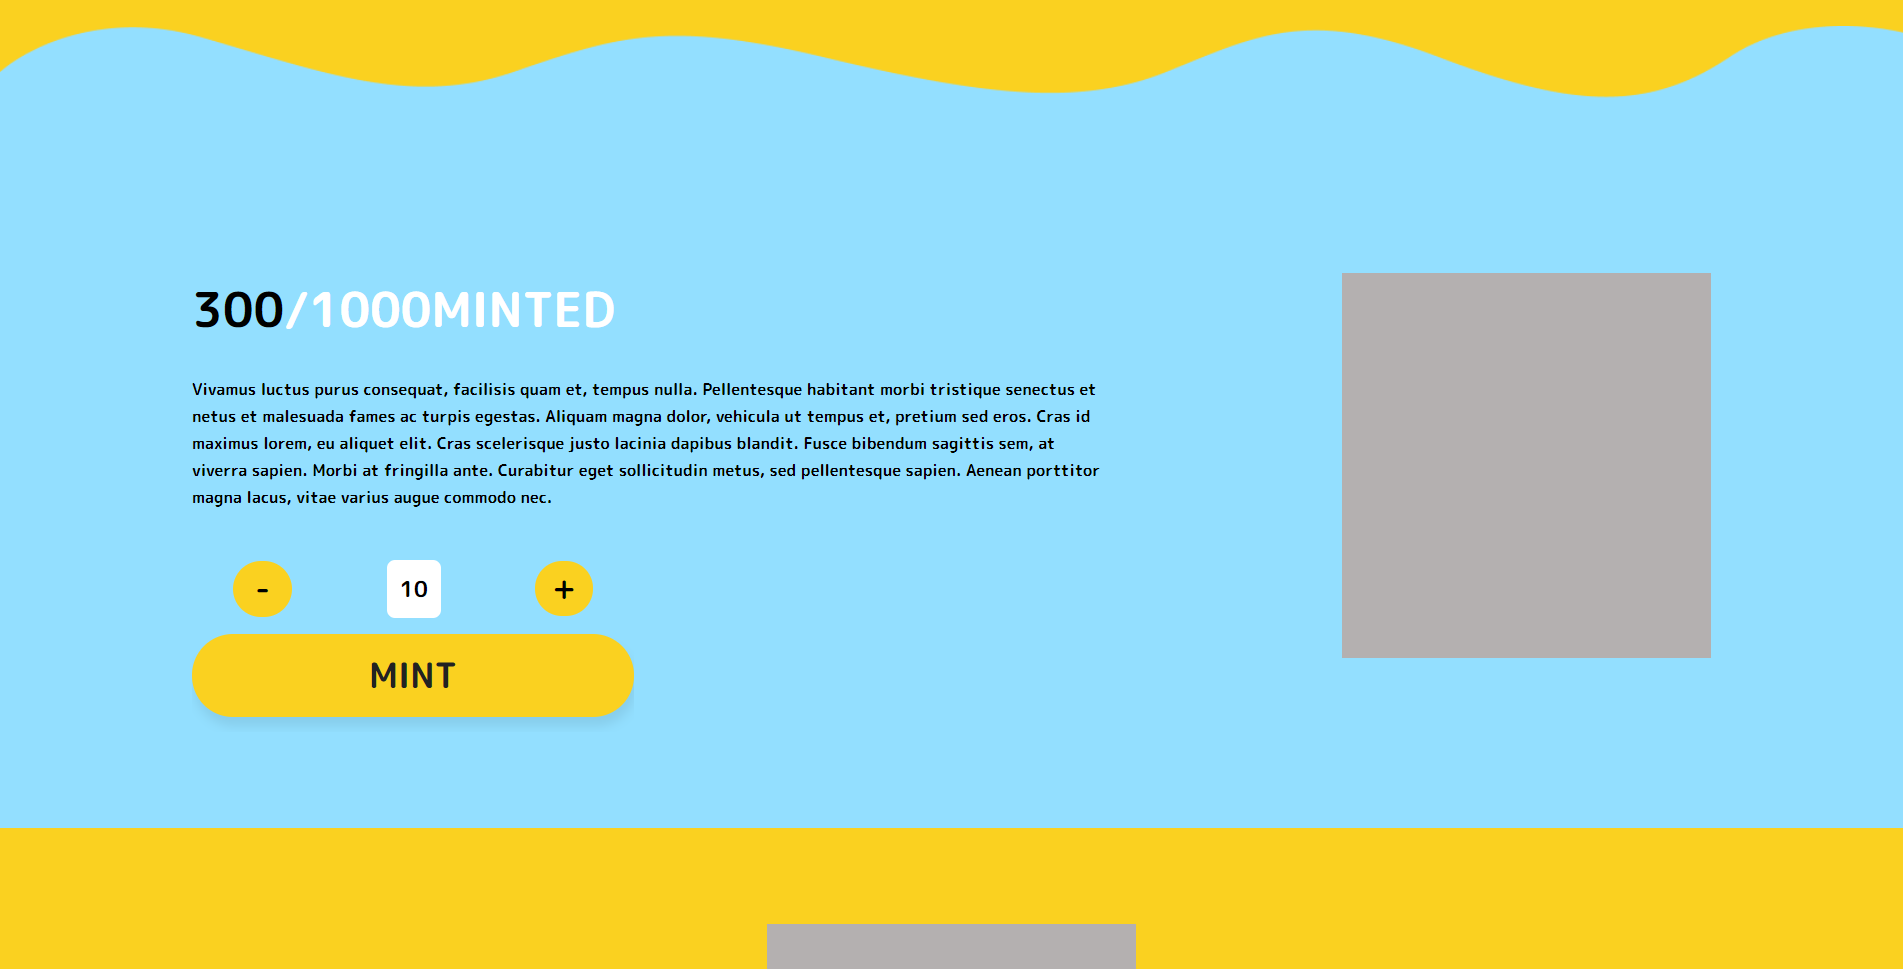 300/1000MINTED
Vivamus luctus purus consequat, facilisis quam et, tempus nulla. Pellentesque habitant morbi tristique senectus et
netus et malesuada fames ac turpis egestas. Aliquam magna dolor, vehicula ut tempus et, pretium sed eros. Cras id
maximus lorem, eu aliquet elit. Cras scelerisque justo lacinia dapibus blandit. Fusce bibendum sagittis sem, at
viverra sapien. Morbi at fringilla ante. Curabitur eget sollicitudin metus, sed pellentesque sapien. Aenean porttitor
magna lacus, vitae varius augue commodo nec.
- 10 +
MINT